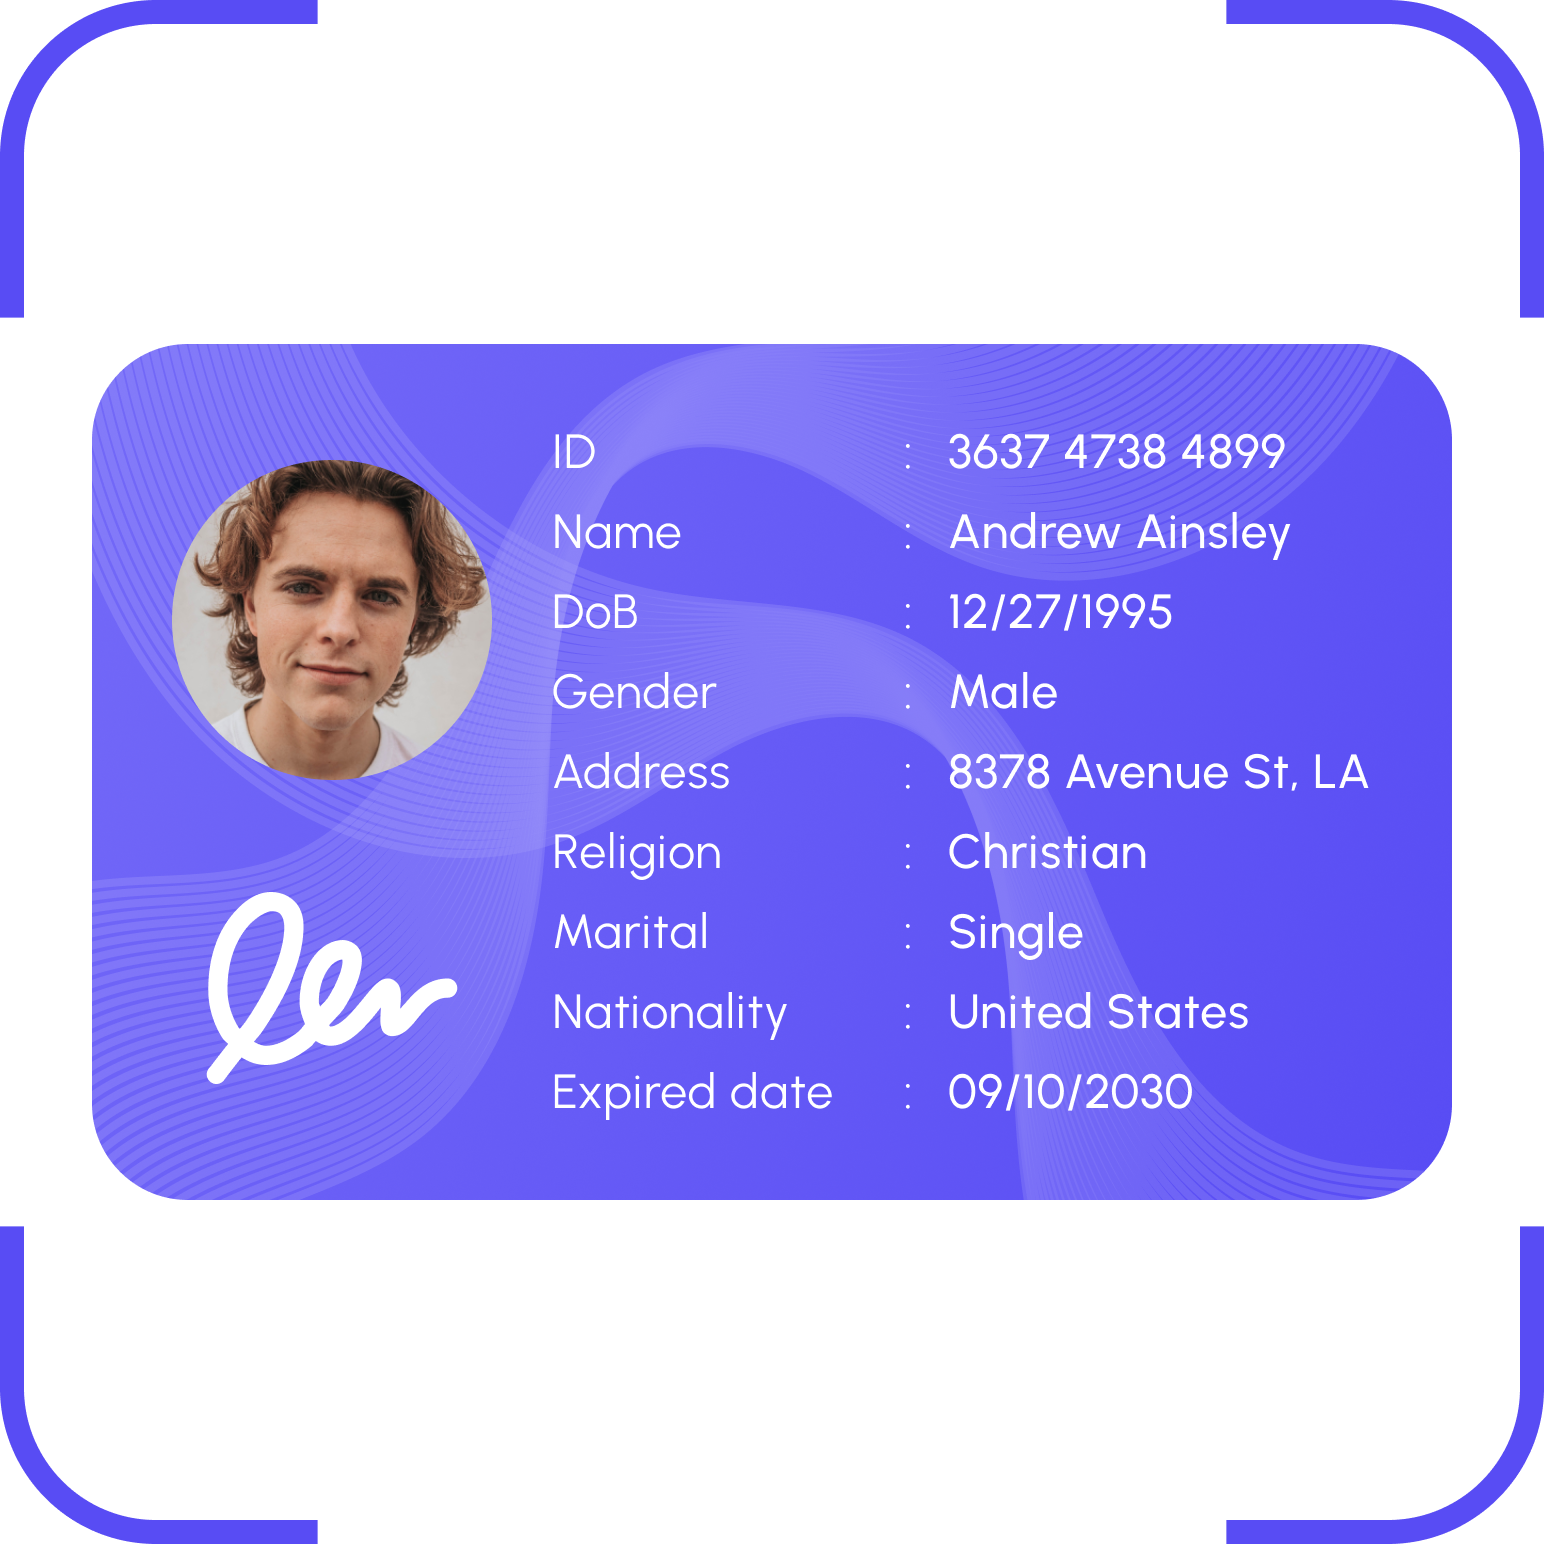 ID : 3637 4738 4899
Name : Andrew Ainsley
DoB : 12/27/1995
Gender : Male
Address : 8378 Avenue St, LA
Religion : Christian
Marital : Single
Nationality : United States
Expired date : 09/10/2030